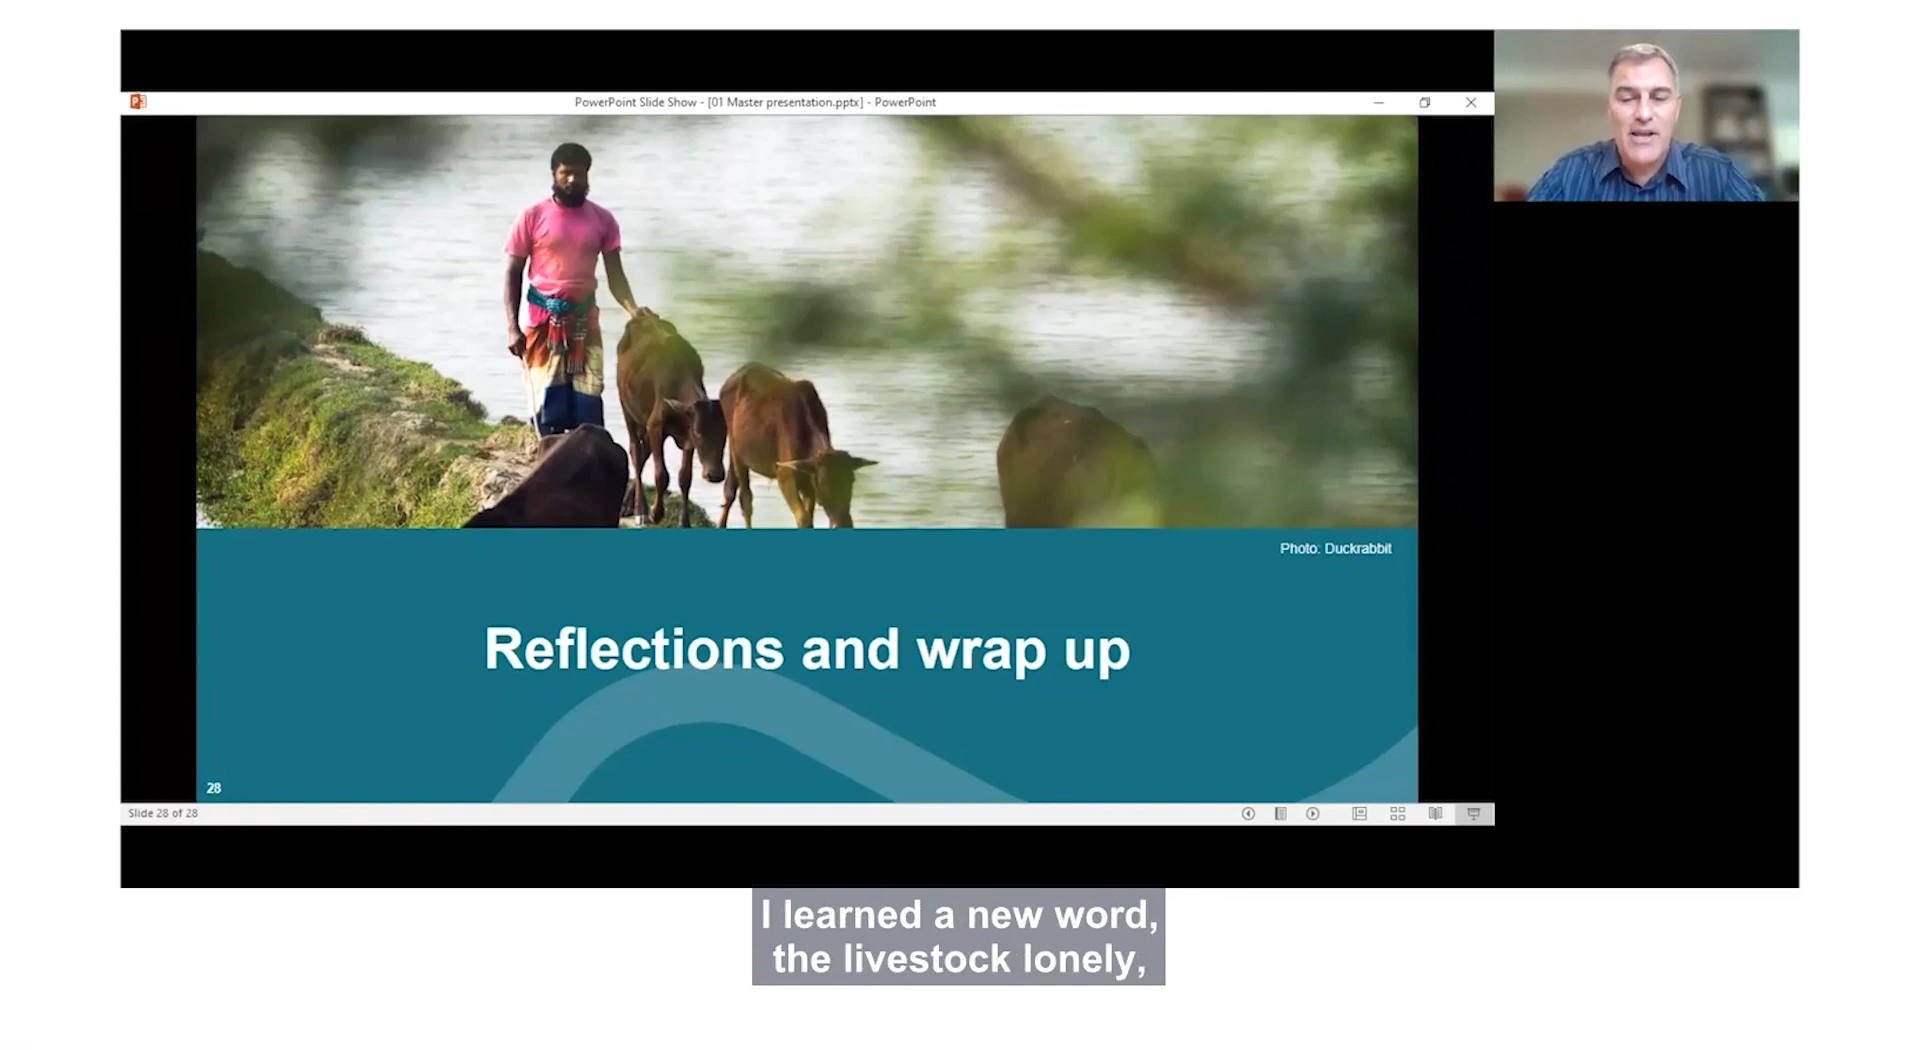 PowerPoint Slide Show - [01 Master presentation.pptx] - PowerPoint
Photo: Duckrabbit
Reflections and wrap up
28
Slide 28 of 28
I learned a new word,
the livestock lonely,